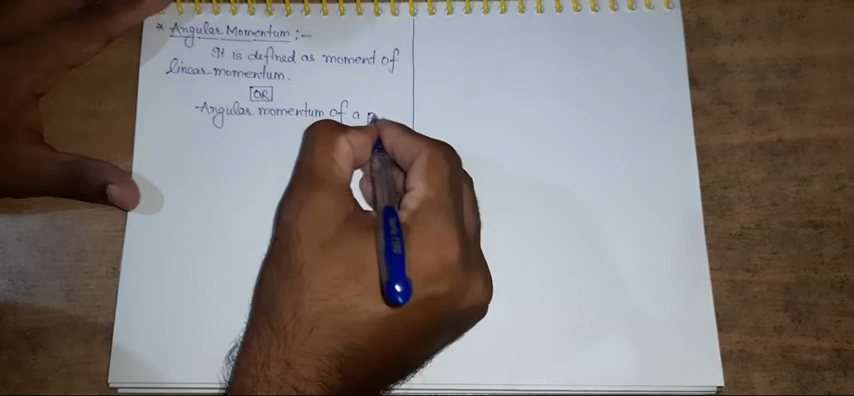 * Angular Momentum :-
It is defined as moment of
linear momentum.
OR
Angular momentum of a p